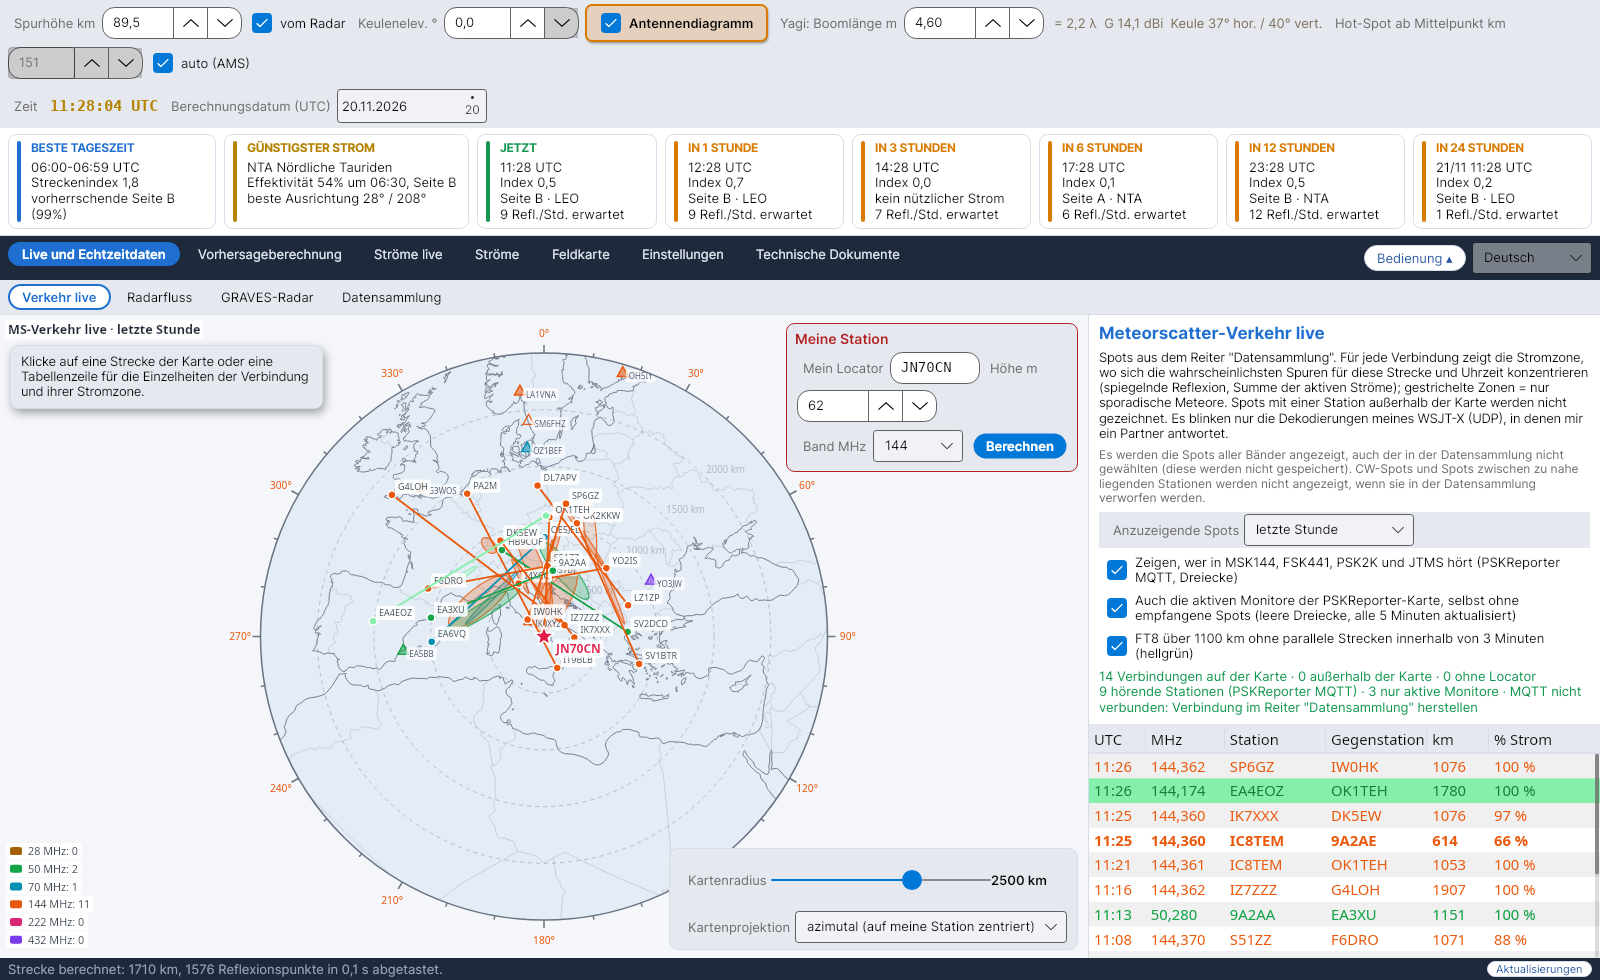 Spurhöhe km 89,5 vom Radar Keulenelev. ° 0,0 Antennendiagramm Yagi: Boomlänge m 4,60 = 2,2 λ G 14,1 dBi Keule 37° hor. / 40° vert. Hot-Spot ab Mittelpunkt km
151 auto (AMS)
Zeit 11:28:04 UTC Berechnungsdatum (UTC) 20.11.2026 20
BESTE TAGESZEIT
06:00-06:59 UTC
Streckenindex 1,8
vorherrschende Seite B
(99%)
GÜNSTIGSTER STROM
NTA Nördliche Tauriden
Effektivität 54% um 06:30, Seite B
beste Ausrichtung 28° / 208°
JETZT
11:28 UTC
Index 0,5
Seite B · LEO
9 Refl./Std. erwartet
IN 1 STUNDE
12:28 UTC
Index 0,7
Seite B · LEO
9 Refl./Std. erwartet
IN 3 STUNDEN
14:28 UTC
Index 0,0
kein nützlicher Strom
7 Refl./Std. erwartet
IN 6 STUNDEN
17:28 UTC
Index 0,1
Seite A · NTA
6 Refl./Std. erwartet
IN 12 STUNDEN
23:28 UTC
Index 0,5
Seite B · NTA
12 Refl./Std. erwartet
IN 24 STUNDEN
21/11 11:28 UTC
Index 0,2
Seite B · LEO
1 Refl./Std. erwartet
Live und Echtzeitdaten Vorhersageberechnung Ströme live Ströme Feldkarte Einstellungen Technische Dokumente Bedienung ▴ Deutsch
Verkehr live Radarfluss GRAVES-Radar Datensammlung
MS-Verkehr live · letzte Stunde
Klicke auf eine Strecke der Karte oder eine
Tabellenzeile für die Einzelheiten der Verbindung
und ihrer Stromzone.
Meine Station
Mein Locator JN70CN Höhe m
62
Band MHz 144 Berechnen
0°
30°
60°
90°
120°
180°
210°
240°
270°
300°
330°
2000 km
1500 km
1000 km
LA1VNA
SM6FHZ
OZ1BEF
DL7APV
G4LOH
PA2M
SP6GZ
OK1TEH
DK5EW
HB9COF
9A2AA
YO2IS
YO3JW
F6DRO
LZ1ZP
EA4EOZ
EA3XU
IW0HK
IZ7ZZZ
SV2DCD
EA6VQ
IK7XXX
EA5BB
JN70CN
IT9BLB
SV1BTR
28 MHz: 0
50 MHz: 2
70 MHz: 1
144 MHz: 11
222 MHz: 0
432 MHz: 0
Kartenradius 2500 km
Kartenprojektion azimutal (auf meine Station zentriert)
Meteorscatter-Verkehr live
Spots aus dem Reiter "Datensammlung". Für jede Verbindung zeigt die Stromzone,
wo sich die wahrscheinlichsten Spuren für diese Strecke und Uhrzeit konzentrieren
(spiegelnde Reflexion, Summe der aktiven Ströme); gestrichelte Zonen = nur
sporadische Meteore. Spots mit einer Station außerhalb der Karte werden nicht
gezeichnet. Es blinken nur die Dekodierungen meines WSJT-X (UDP), in denen mir
ein Partner antwortet.
Es werden die Spots aller Bänder angezeigt, auch der in der Datensammlung nicht
gewählten (diese werden nicht gespeichert). CW-Spots und Spots zwischen zu nahe
liegenden Stationen werden nicht angezeigt, wenn sie in der Datensammlung
verworfen werden.
Anzuzeigende Spots letzte Stunde
Zeigen, wer in MSK144, FSK441, PSK2K und JTMS hört (PSKReporter
MQTT, Dreiecke)
Auch die aktiven Monitore der PSKReporter-Karte, selbst ohne
empfangene Spots (leere Dreiecke, alle 5 Minuten aktualisiert)
FT8 über 1100 km ohne parallele Strecken innerhalb von 3 Minuten
(hellgrün)
14 Verbindungen auf der Karte · 0 außerhalb der Karte · 0 ohne Locator
9 hörende Stationen (PSKReporter MQTT) · 3 nur aktive Monitore · MQTT nicht
verbunden: Verbindung im Reiter "Datensammlung" herstellen
UTC MHz Station Gegenstation km % Strom
11:26 144,362 SP6GZ IW0HK 1076 100 %
11:26 144,174 EA4EOZ OK1TEH 1780 100 %
11:25 144,360 IK7XXX DK5EW 1076 97 %
11:25 144,360 IC8TEM 9A2AE 614 66 %
11:21 144,361 IC8TEM OK1TEH 1053 100 %
11:16 144,362 IZ7ZZZ G4LOH 1907 100 %
11:13 50,280 9A2AA EA3XU 1151 100 %
11:08 144,370 S51ZZ F6DRO 1071 88 %
Strecke berechnet: 1710 km, 1576 Reflexionspunkte in 0,1 s abgetastet.
Aktualisierungen